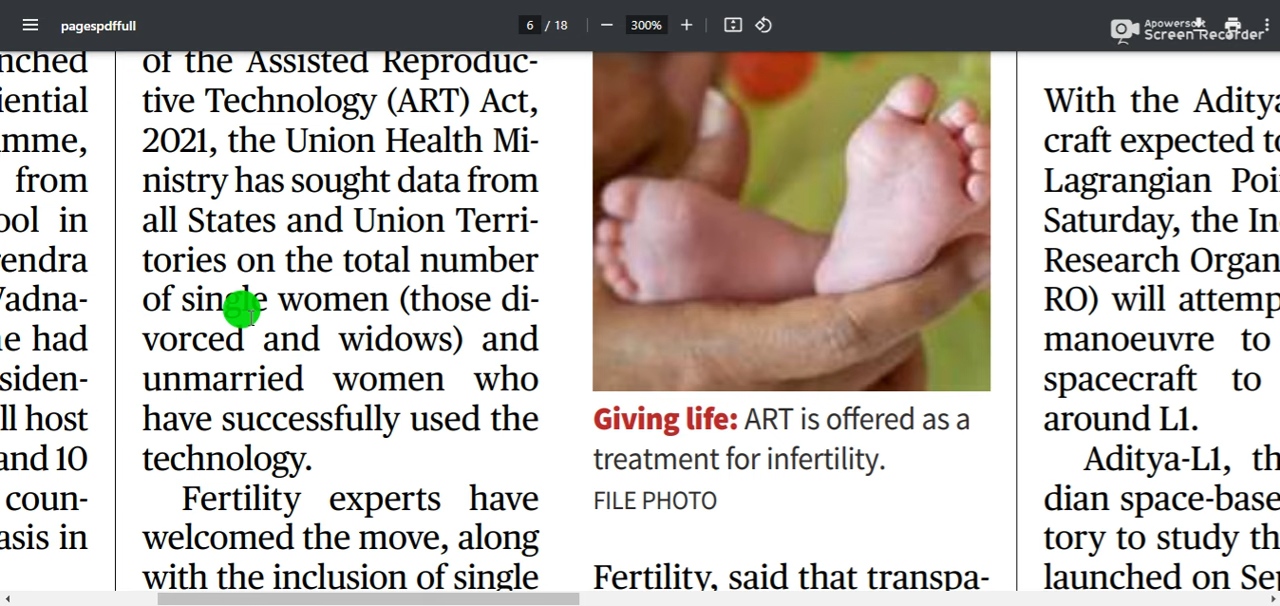 pagespdffull
6 / 18
300%
Apowersoft
Screen Recorder
nched
iential
mme,
from
ool in
endra
adna-
e had
siden-
ll host
and 10
coun-
asis in
of the Assisted Reproduc-
tive Technology (ART) Act,
2021, the Union Health Mi-
nistry has sought data from
all States and Union Terri-
tories on the total number
of single women (those di-
vorced and widows) and
unmarried women who
have successfully used the
technology.
Fertility experts have
welcomed the move, along
with the inclusion of single
Giving life: ART is offered as a
treatment for infertility.
FILE PHOTO
Fertility, said that transpa-
With the Aditya
craft expected to
Lagrangian Poi
Saturday, the In
Research Organ
RO) will attemp
manoeuvre to
spacecraft to
around L1.
Aditya-L1, th
dian space-base
tory to study th
launched on Se